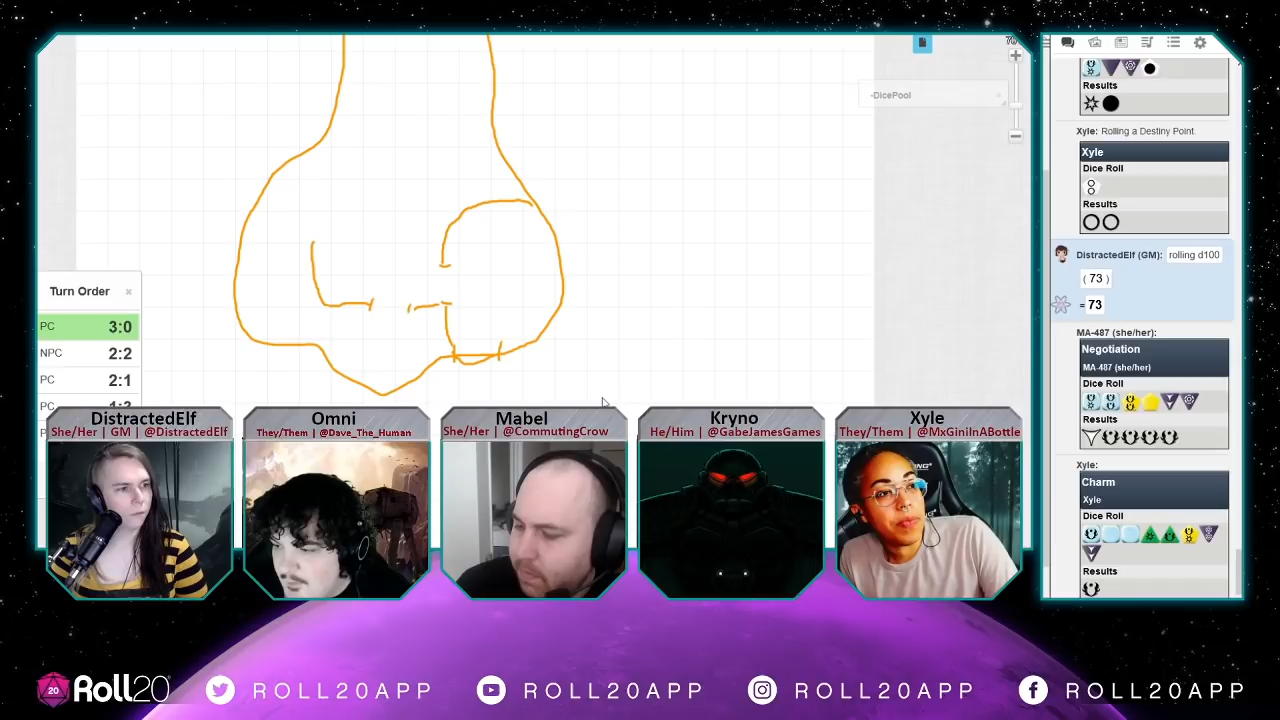 -DicePool
Results
Xyle: Rolling a Destiny Point.
Xyle
Dice Roll
Results
DistractedElf (GM): rolling d100
( 73 )
= 73
MA-487 (she/her):
Negotiation
MA-487 (she/her)
Dice Roll
Results
Xyle:
Charm
Xyle
Dice Roll
Results
Turn Order ×
PC 3:0
NPC 2:2
PC 2:1
PC
DistractedElf
She/Her | GM | @DistractedElf
Omni
They/Them | @Dave_The_Human
Mabel
She/Her | @CommutingCrow
Kryno
He/Him | @GabeJamesGames
Xyle
They/Them | @MxGiniInABottle
20 Roll20
ROLL20APP
ROLL20APP
ROLL20APP
ROLL20APP